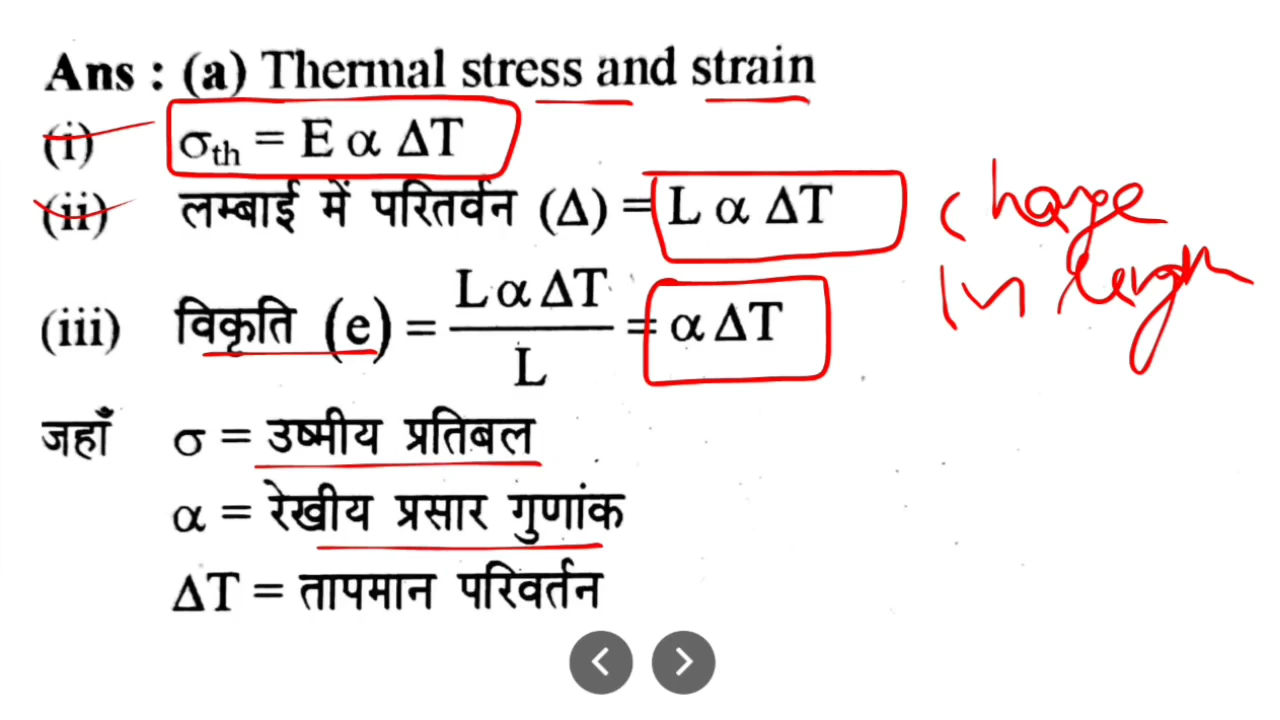 Ans : (a) Thermal stress and strain
(i) σth = E α ΔT
(ii) लम्बाई में परितर्वन (Δ) = L α ΔT
change
in length
(iii) विकृति (e) = L α ΔT / L = α ΔT
जहाँ σ = उष्मीय प्रतिबल
α = रेखीय प्रसार गुणांक
ΔT = तापमान परिवर्तन